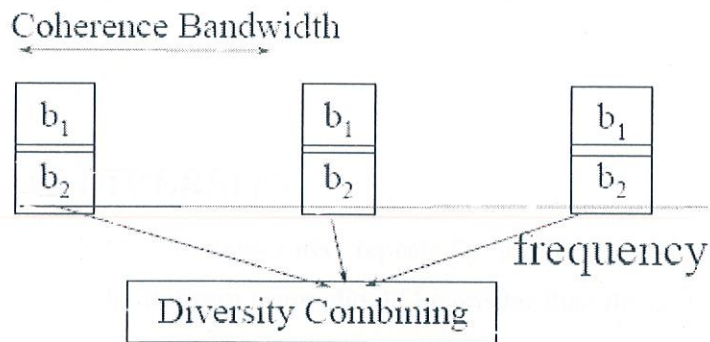 Coherence Bandwidth
b₁ b₁ b₁
b₂ b₂ b₂
frequency
Diversity Combining